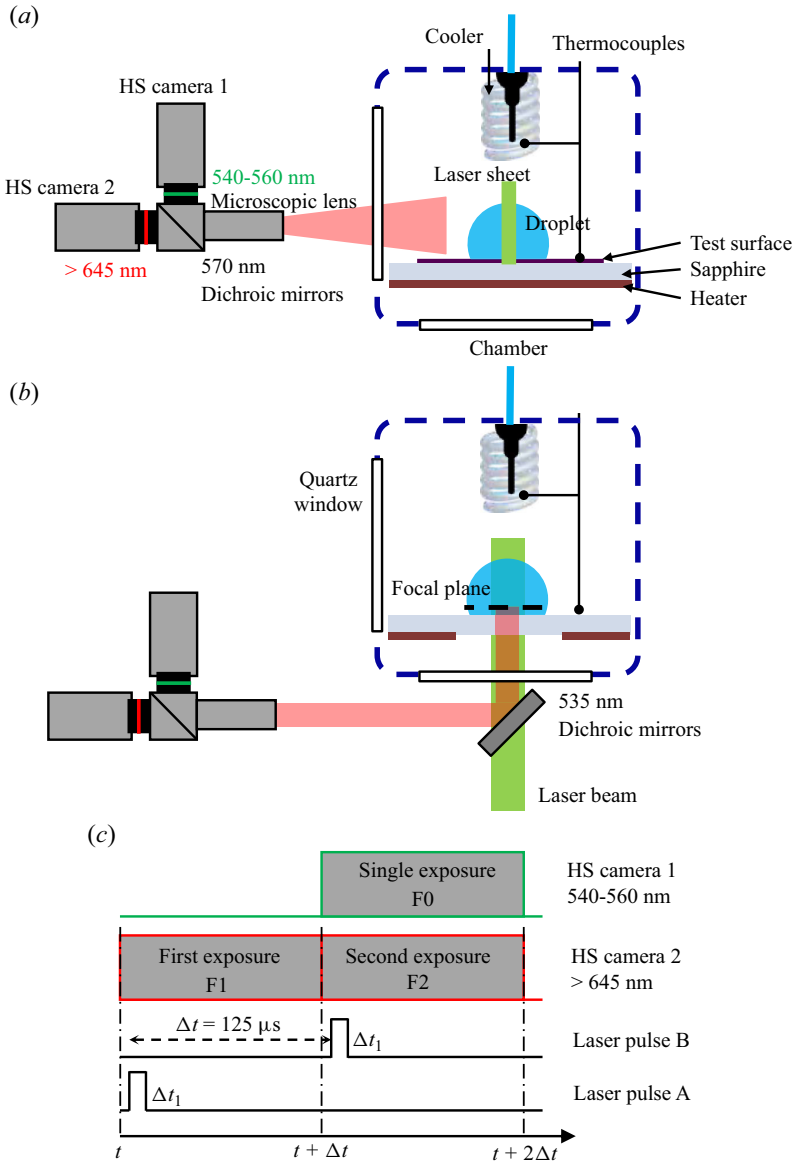 (a)
Cooler
Thermocouples
HS camera 1
540-560 nm
Laser sheet
HS camera 2
Microscopic lens
Droplet
> 645 nm
570 nm
Dichroic mirrors
Test surface
Sapphire
Heater
Chamber
(b)
Quartz
window
Focal plane
535 nm
Dichroic mirrors
Laser beam
(c)
Single exposure
F0
HS camera 1
540-560 nm
First exposure
F1
Second exposure
F2
HS camera 2
> 645 nm
Δt = 125 μs
Δt₁
Laser pulse B
Δt₁
Laser pulse A
t
t + Δt
t + 2Δt